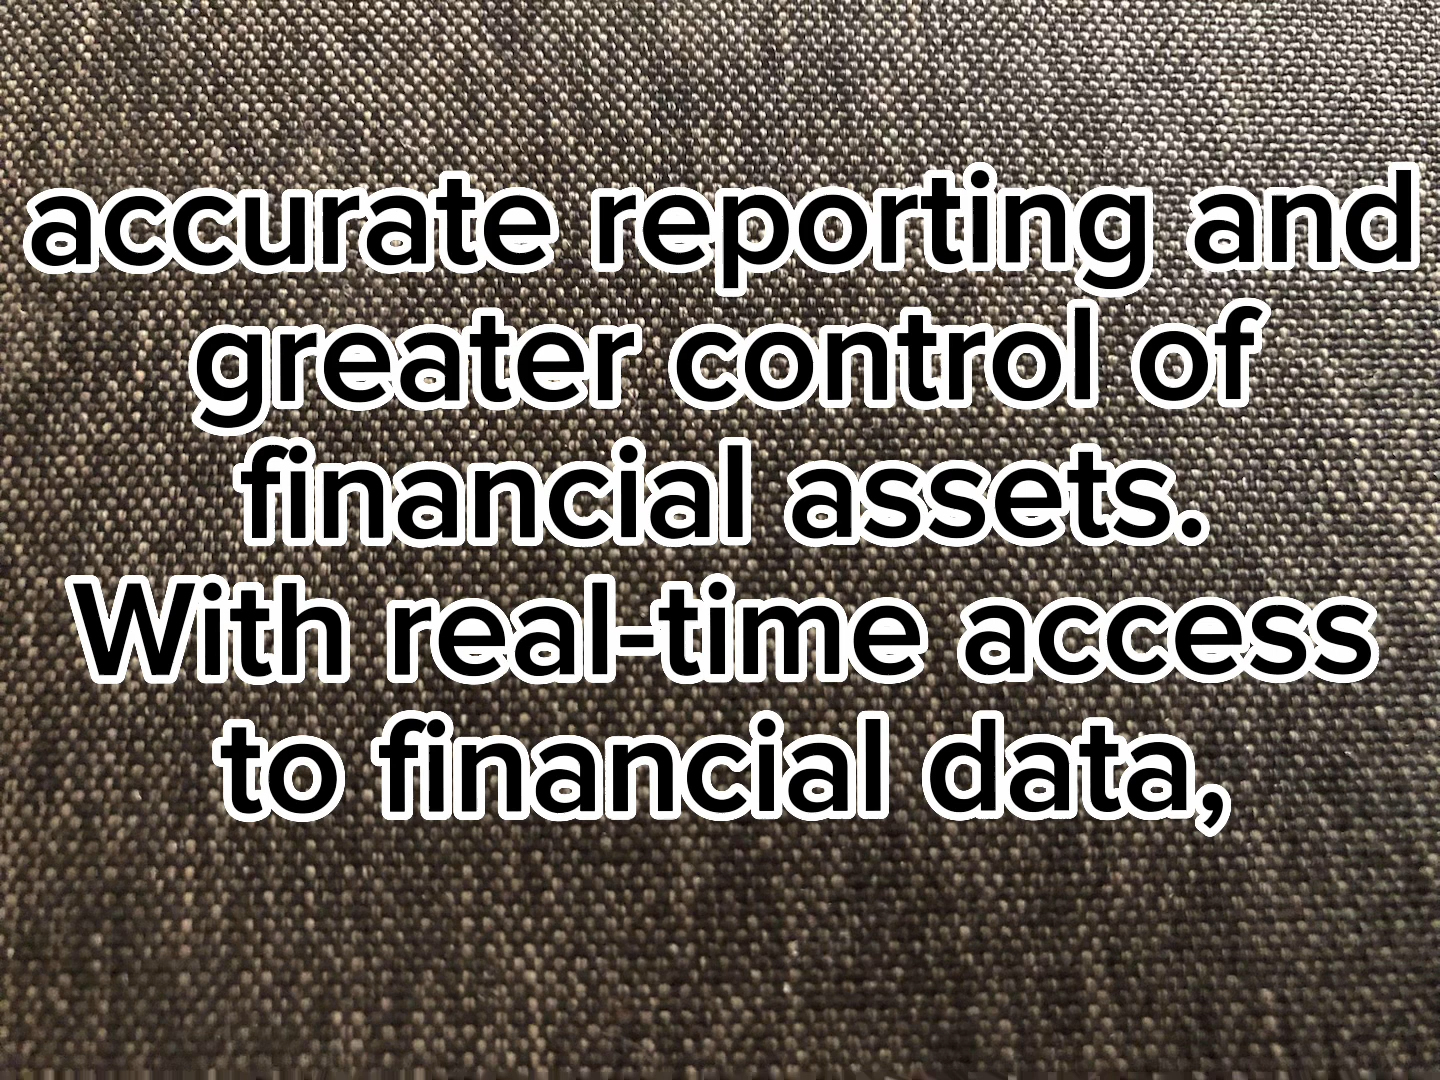 accurate reporting and
greater control of
financial assets.
With real-time access
to financial data,